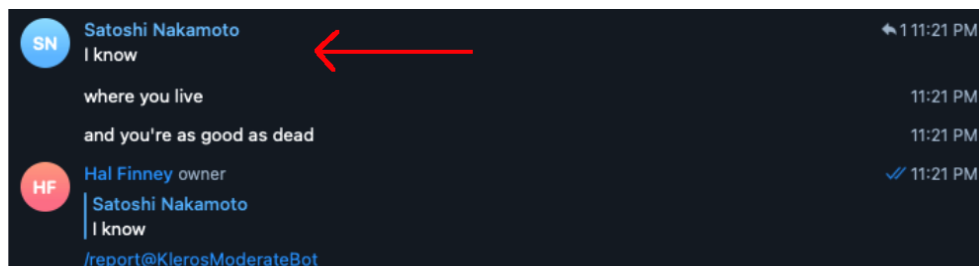 SN
Satoshi Nakamoto 1 11:21 PM
I know
where you live 11:21 PM
and you're as good as dead 11:21 PM
HF
Hal Finney owner 11:21 PM
Satoshi Nakamoto
I know
/report@KlerosModerateBot